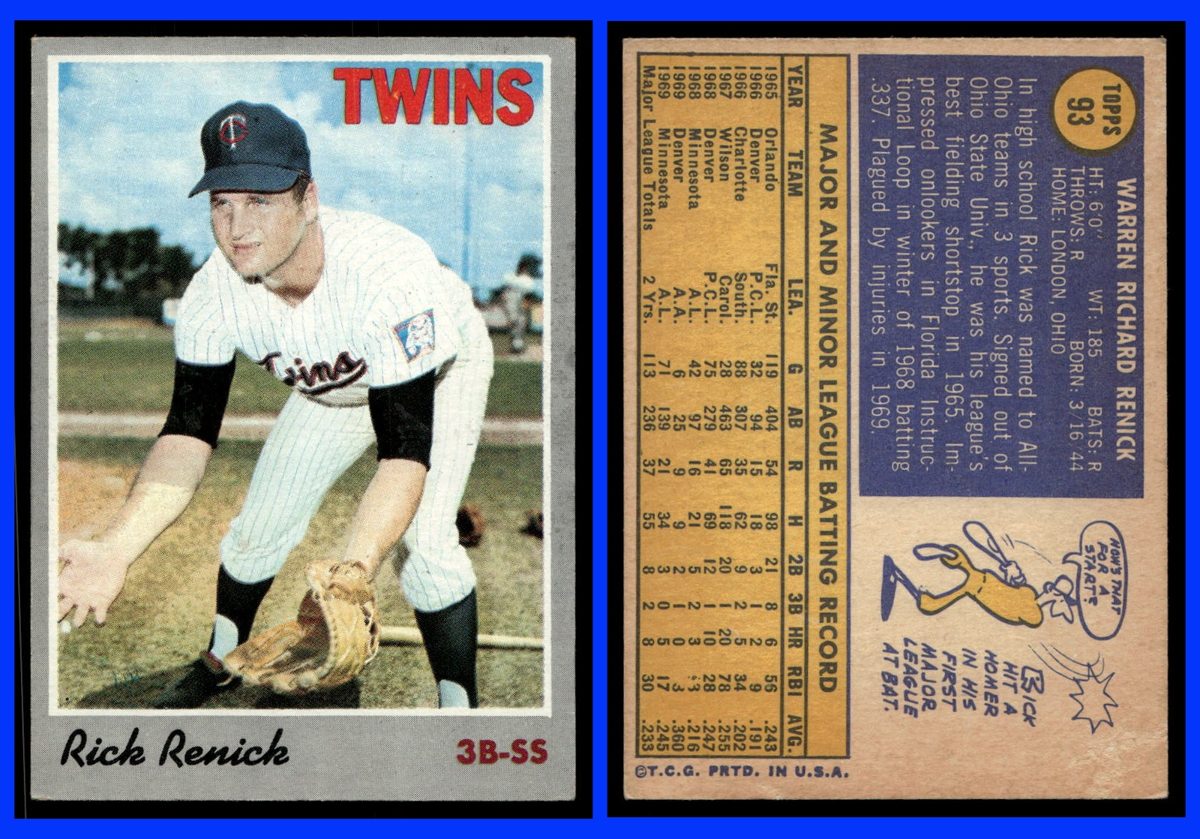 TWINS
Twins
Rick Renick
3B-SS
TOPPS
93
WARREN RICHARD RENICK
HT: 6'0" WT: 185 BATS: R
THROWS: R BORN: 3 16 44
HOME: LONDON, OHIO
In high school Rick was named to All-
Ohio teams in 3 sports. Signed out of
Ohio State Univ., he was his league's
best fielding shortstop in 1965. Im-
pressed onlookers in Florida Instruc-
tional Loop in winter of 1968 batting
.337. Plagued by injuries in 1969.
HOW'S THAT
FOR A
START?
RICK
HIT A
HOMER
IN HIS
FIRST
MAJOR
LEAGUE
AT BAT.
MAJOR AND MINOR LEAGUE BATTING RECORD
YEAR TEAM LEA. G AB R H 2B 3B HR RBI AVG.
1965 Orlando Fla. St. 119 404 54 98 21 8 6 56 .243
1966 Denver P.C.L. 32 94 15 18 3 1 2 9 .191
1966 Charlotte South. 88 307 35 62 9 2 5 34 .202
1967 Wilson Carol. 28 463 65 118 20 0 20 78 .255
1968 Denver P.C.L. 75 279 41 69 12 1 10 28 .247
1968 Minnesota A.L. 42 97 16 21 5 2 3 13 .216
1969 Denver A.A. 6 25 9 9 2 1 0 3 .360
1969 Minnesota A.L. 71 139 21 34 3 0 5 17 .245
Major League Totals 2 Yrs. 113 236 37 55 8 2 8 30 .233
©T.C.G. PRTD. IN U.S.A.